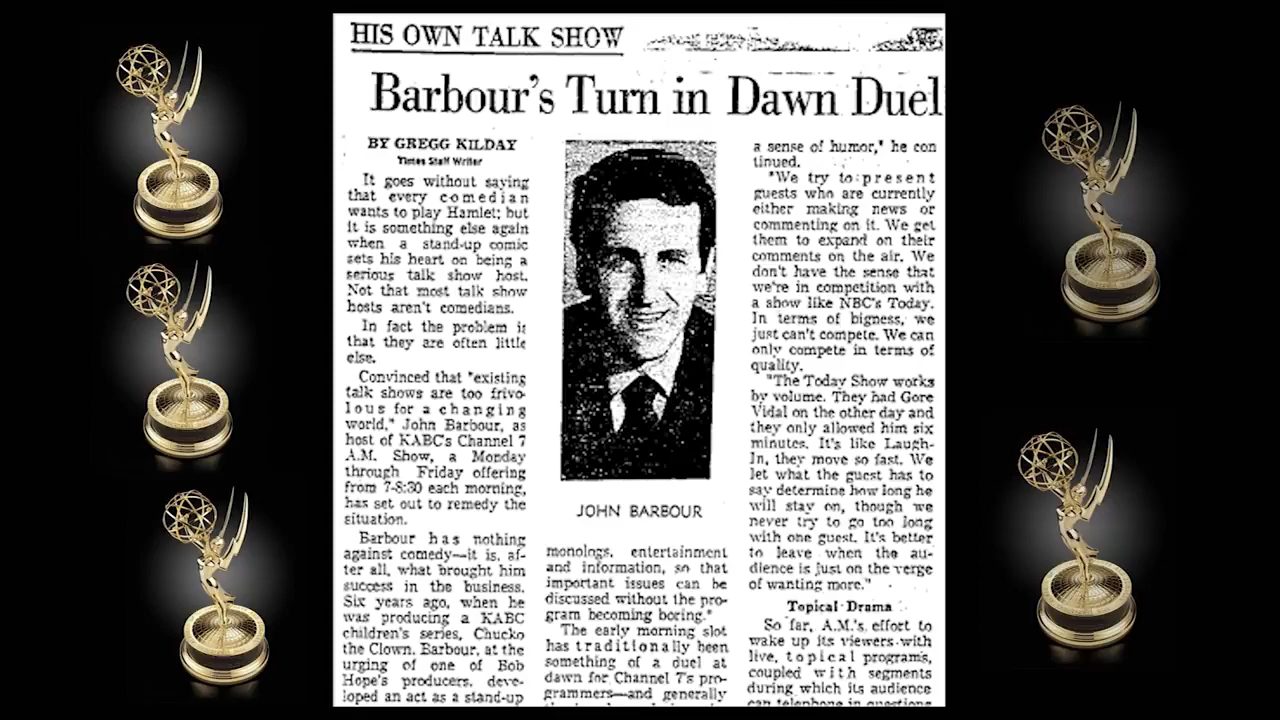 HIS OWN TALK SHOW
Barbour's Turn in Dawn Duel
BY GREGG KILDAY
Times Staff Writer
It goes without saying
that every comedian
wants to play Hamlet; but
it is something else again
when a stand-up comic
sets his heart on being a
serious talk show host.
Not that most talk show
hosts aren't comedians.
In fact the problem is
that they are often little
else.
Convinced that "existing
talk shows are too frivo-
lous for a changing
world," John Barbour, as
host of KABC's Channel 7
A.M. Show, a Monday
through Friday offering
from 7-8:30 each morning,
has set out to remedy the
situation.
Barbour has nothing
against comedy—it is, af-
ter all, what brought him
success in the business.
Six years ago, when he
was producing a KABC
children's series, Chucko
the Clown, Barbour, at the
urging of one of Bob
Hope's producers, deve-
loped an act as a stand-up
JOHN BARBOUR
monologs, entertainment
and information, so that
important issues can be
discussed without the pro-
gram becoming boring."
The early morning slot
has traditionally been
something of a duel at
dawn for Channel 7's pro-
grammers—and generally
a sense of humor," he con
tinued.
"We try to present
guests who are currently
either making news or
commenting on it. We get
them to expand on their
comments on the air. We
don't have the sense that
we're in competition with
a show like NBC's Today.
In terms of bigness, we
just can't compete. We can
only compete in terms of
quality.
"The Today Show works
by volume. They had Gore
Vidal on the other day and
they only allowed him six
minutes. It's like Laugh-
In, they move so fast. We
let what the guest has to
say determine how long he
will stay on, though we
never try to go too long
with one guest. It's better
to leave when the au-
dience is just on the verge
of wanting more."
Topical Drama
So far, A.M.'s effort to
wake up its viewers with
live, topical programs,
coupled with segments
during which its audience
can telephone in questions